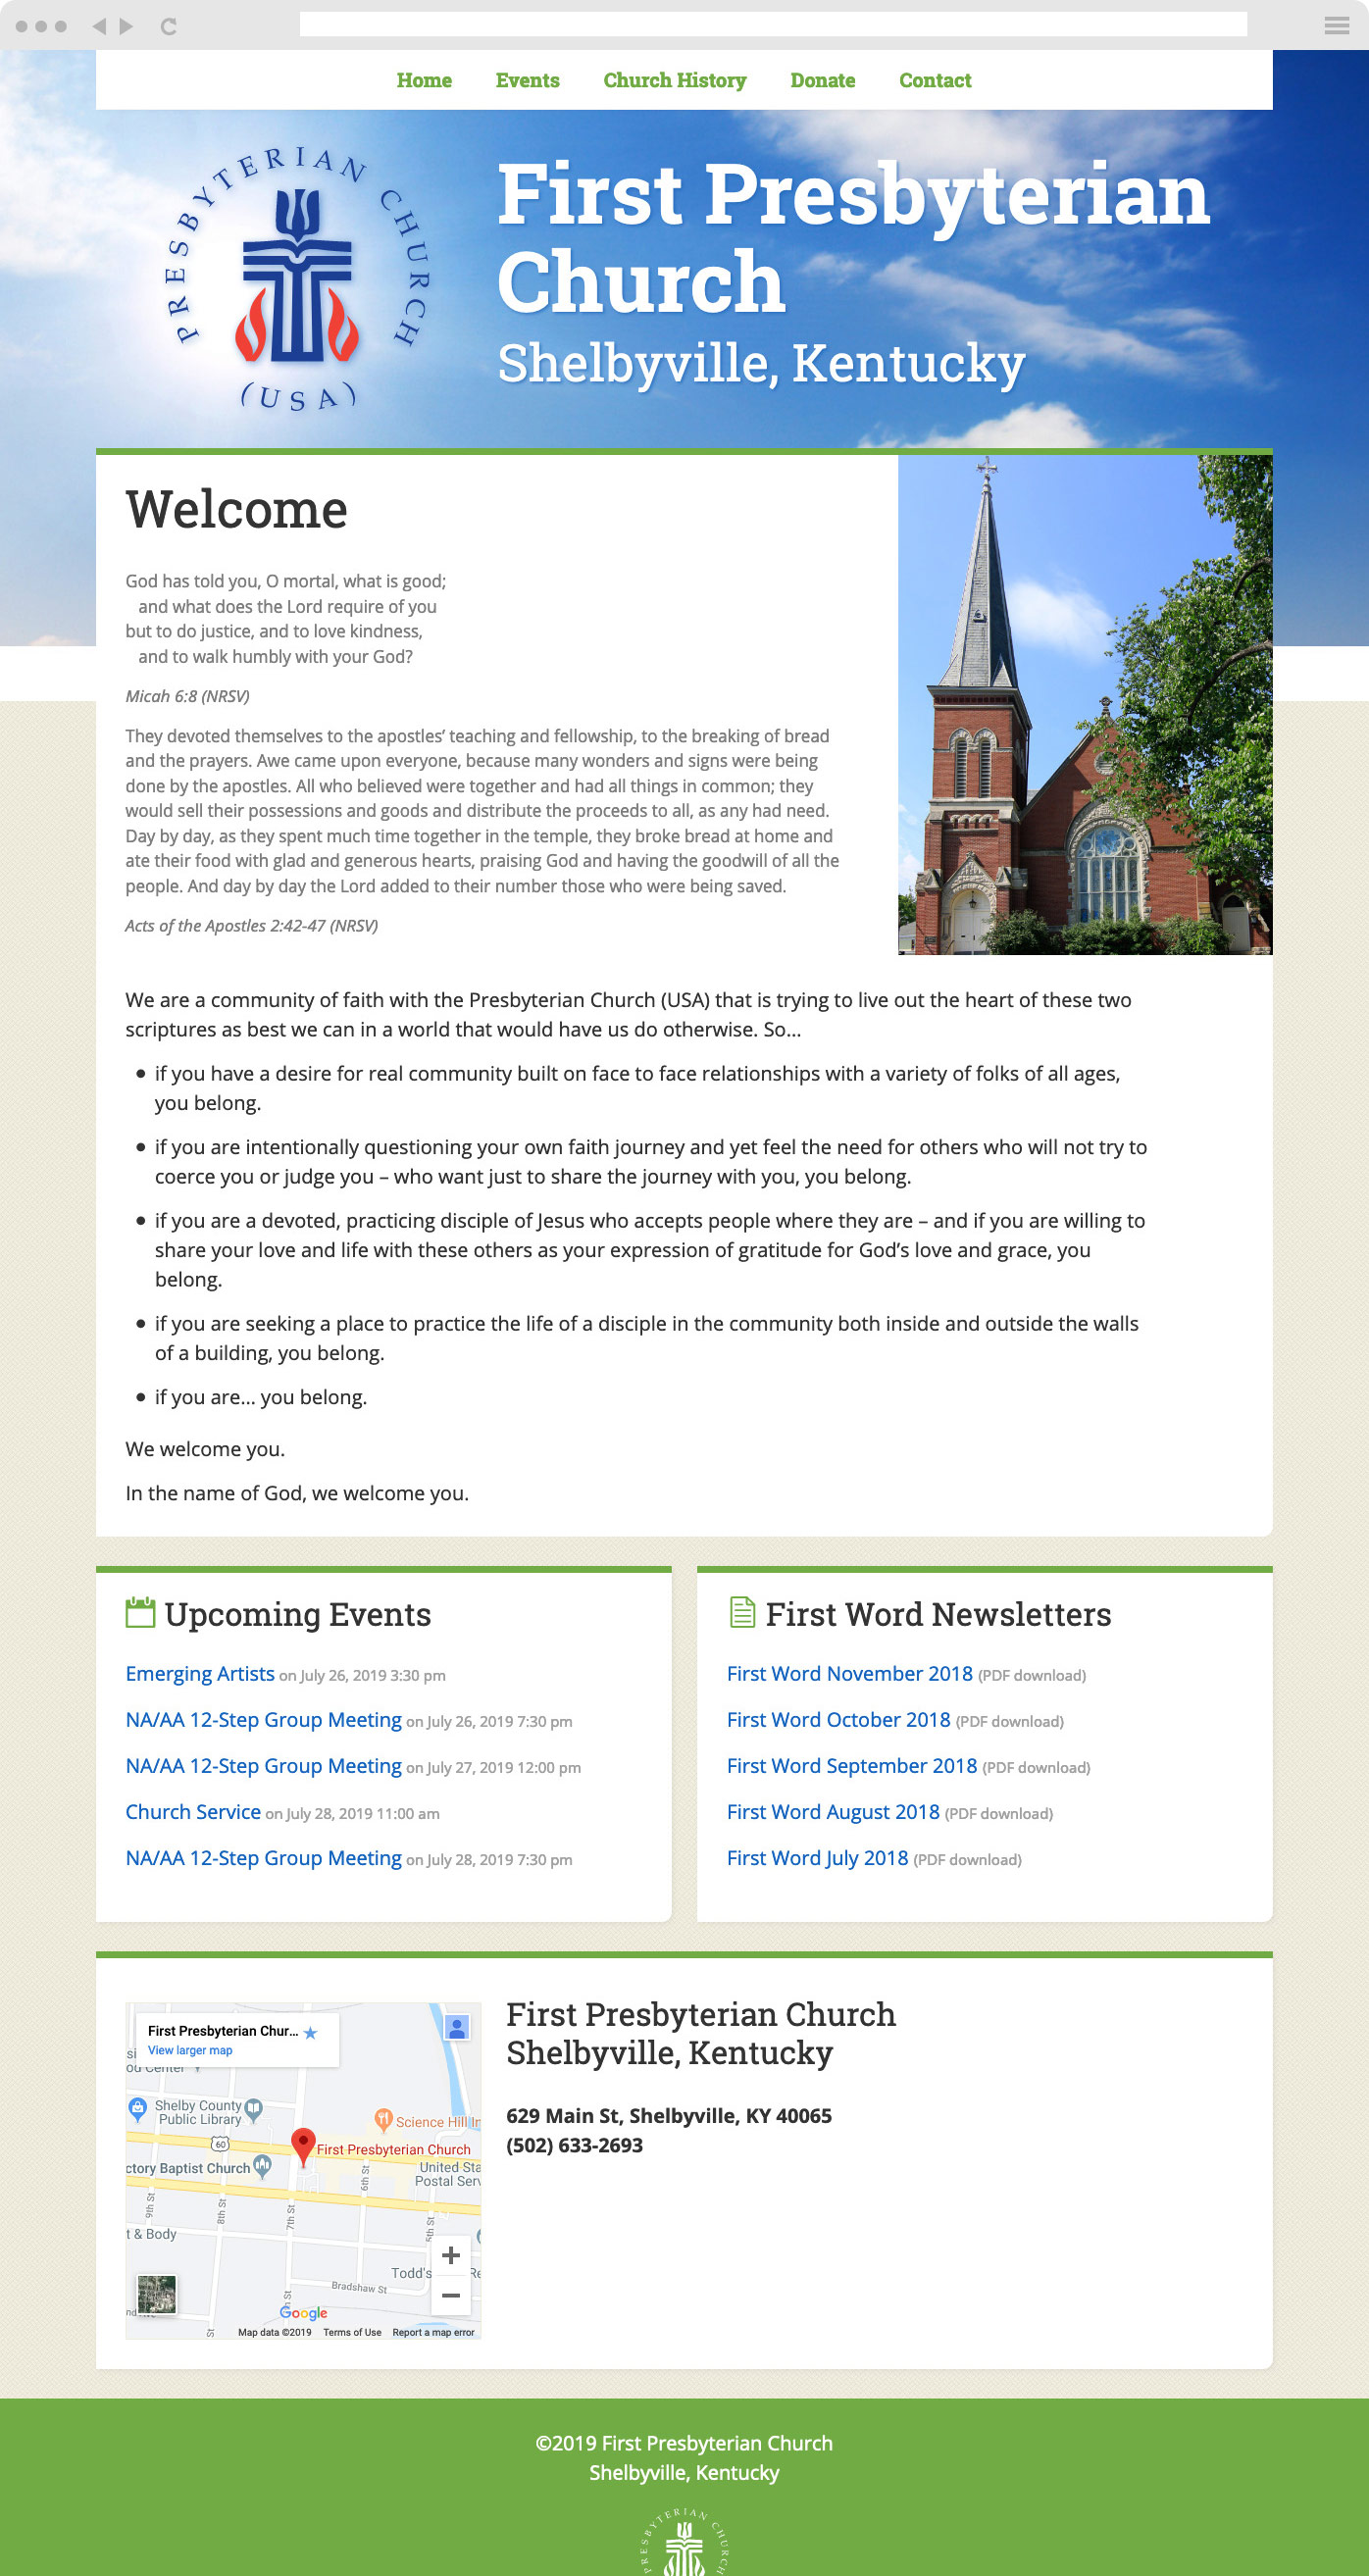 Home Events Church History Donate Contact
PRESBYTERIAN CHURCH
(USA)
First Presbyterian
Church
Shelbyville, Kentucky
Welcome
God has told you, O mortal, what is good;
and what does the Lord require of you
but to do justice, and to love kindness,
and to walk humbly with your God?
Micah 6:8 (NRSV)
They devoted themselves to the apostles’ teaching and fellowship, to the breaking of bread
and the prayers. Awe came upon everyone, because many wonders and signs were being
done by the apostles. All who believed were together and had all things in common; they
would sell their possessions and goods and distribute the proceeds to all, as any had need.
Day by day, as they spent much time together in the temple, they broke bread at home and
ate their food with glad and generous hearts, praising God and having the goodwill of all the
people. And day by day the Lord added to their number those who were being saved.
Acts of the Apostles 2:42-47 (NRSV)
We are a community of faith with the Presbyterian Church (USA) that is trying to live out the heart of these two
scriptures as best we can in a world that would have us do otherwise. So…
• if you have a desire for real community built on face to face relationships with a variety of folks of all ages,
you belong.
• if you are intentionally questioning your own faith journey and yet feel the need for others who will not try to
coerce you or judge you – who want just to share the journey with you, you belong.
• if you are a devoted, practicing disciple of Jesus who accepts people where they are – and if you are willing to
share your love and life with these others as your expression of gratitude for God’s love and grace, you
belong.
• if you are seeking a place to practice the life of a disciple in the community both inside and outside the walls
of a building, you belong.
• if you are… you belong.
We welcome you.
In the name of God, we welcome you.
Upcoming Events
Emerging Artists on July 26, 2019 3:30 pm
NA/AA 12-Step Group Meeting on July 26, 2019 7:30 pm
NA/AA 12-Step Group Meeting on July 27, 2019 12:00 pm
Church Service on July 28, 2019 11:00 am
NA/AA 12-Step Group Meeting on July 28, 2019 7:30 pm
First Word Newsletters
First Word November 2018 (PDF download)
First Word October 2018 (PDF download)
First Word September 2018 (PDF download)
First Word August 2018 (PDF download)
First Word July 2018 (PDF download)
First Presbyterian Chur...
View larger map
Shelby County
Public Library
Science Hill In
60
First Presbyterian Church
ctory Baptist Church
United Sta
Postal Serv
9th St
8th St
7th St
6th St
5th St
t & Body
Todd's
Bradshaw St
Google
Map data ©2019 Terms of Use Report a map error
First Presbyterian Church
Shelbyville, Kentucky
629 Main St, Shelbyville, KY 40065
(502) 633-2693
©2019 First Presbyterian Church
Shelbyville, Kentucky
PRESBYTERIAN CHURCH